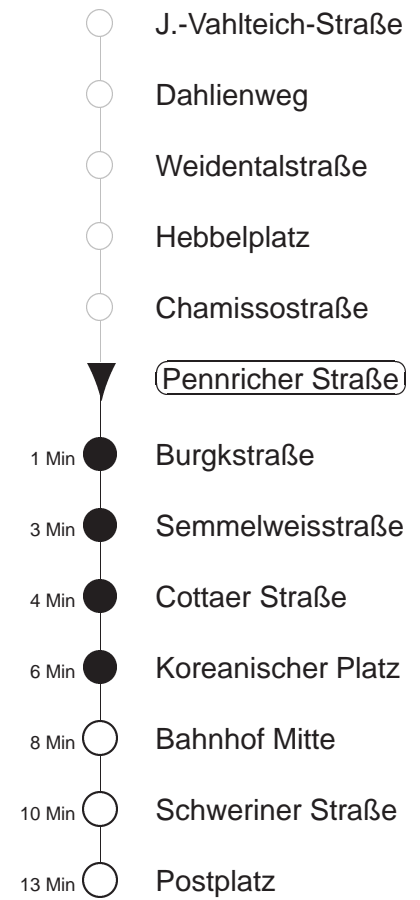 J.-Vahlteich-Straße
Dahlienweg
Weidentalstraße
Hebbelplatz
Chamissostraße
Pennricher Straße
1 Min Burgkstraße
3 Min Semmelweisstraße
4 Min Cottaer Straße
6 Min Koreanischer Platz
8 Min Bahnhof Mitte
10 Min Schweriner Straße
13 Min Postplatz